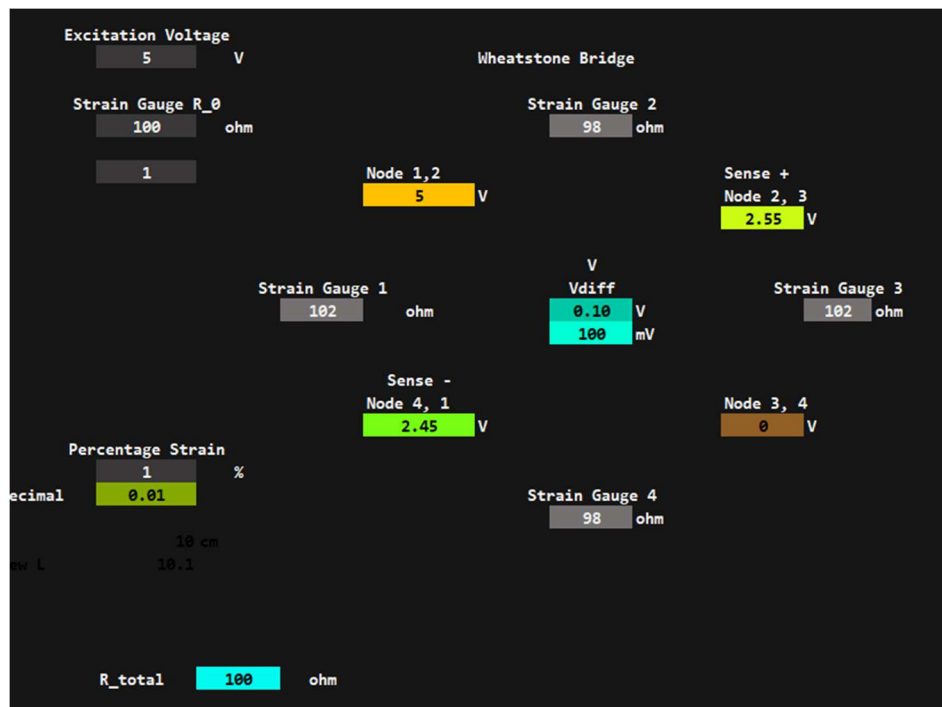 Excitation Voltage
5 V
Wheatstone Bridge
Strain Gauge R_0
100 ohm
Strain Gauge 2
98 ohm
1
Node 1,2
5 V
Sense +
Node 2, 3
2.55 V
V
Strain Gauge 1
102 ohm
Vdiff
0.10 V
100 mV
Strain Gauge 3
102 ohm
Sense -
Node 4, 1
2.45 V
Node 3, 4
0 V
Percentage Strain
1 %
ecimal 0.01
Strain Gauge 4
98 ohm
10 cm
ew L 10.1
R_total 100 ohm